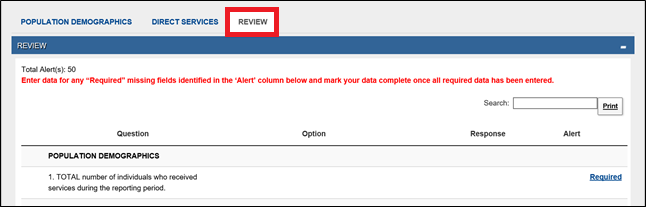 POPULATION DEMOGRAPHICS DIRECT SERVICES REVIEW
REVIEW
Total Alert(s): 50
Enter data for any “Required” missing fields identified in the ‘Alert’ column below and mark your data complete once all required data has been entered.
Search: Print
Question Option Response Alert
POPULATION DEMOGRAPHICS
1. TOTAL number of individuals who received Required
services during the reporting period.